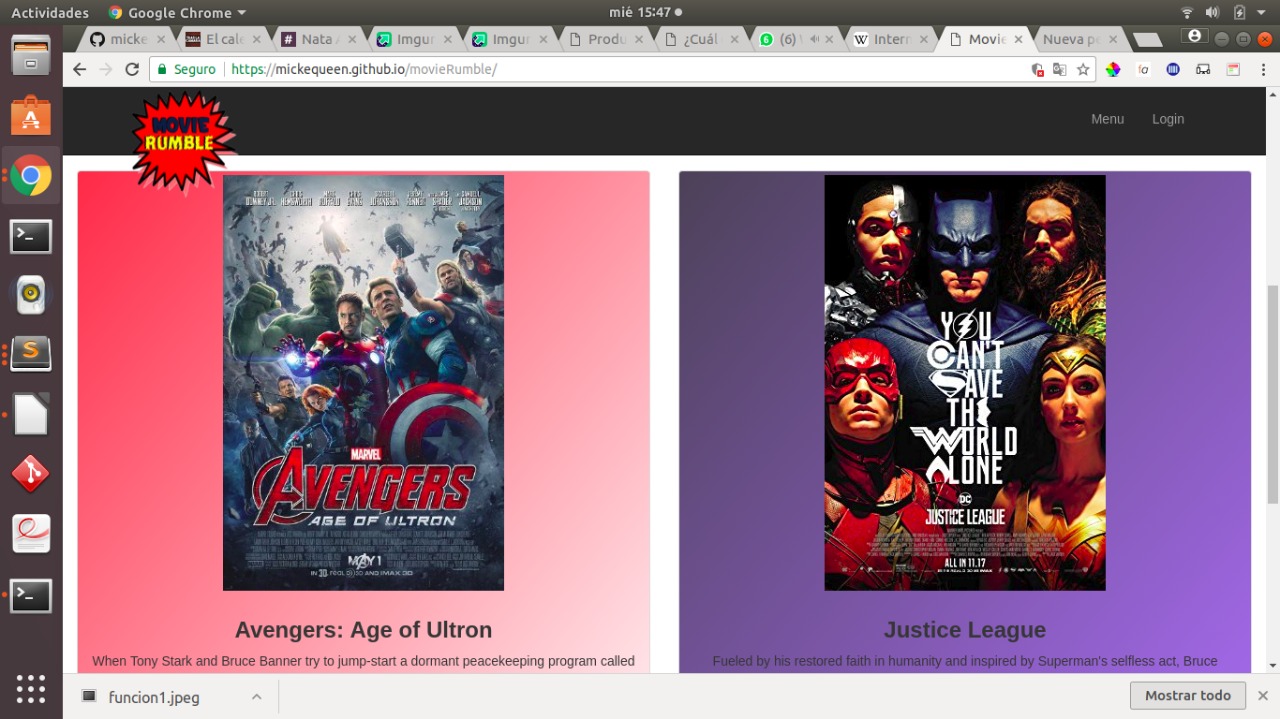 Actividades
Google Chrome
mié 15:47
micke
El cale
Nata
Imgur
Imgur
Produ
¿Cuál
(6)
Intern
Movie
Nueva pe
Seguro
https://mickequeen.github.io/movieRumble/
MOVIE
RUMBLE
Menu
Login
MARVEL
AVENGERS
AGE OF ULTRON
MAY 1
IN 3D, REAL D 3D AND IMAX 3D
YOU
CAN'T
SAVE
THE
WORLD
ALONE
DC
JUSTICE LEAGUE
ALL IN 11.17
Avengers: Age of Ultron
When Tony Stark and Bruce Banner try to jump-start a dormant peacekeeping program called
Justice League
Fueled by his restored faith in humanity and inspired by Superman's selfless act, Bruce
funcion1.jpeg
Mostrar todo